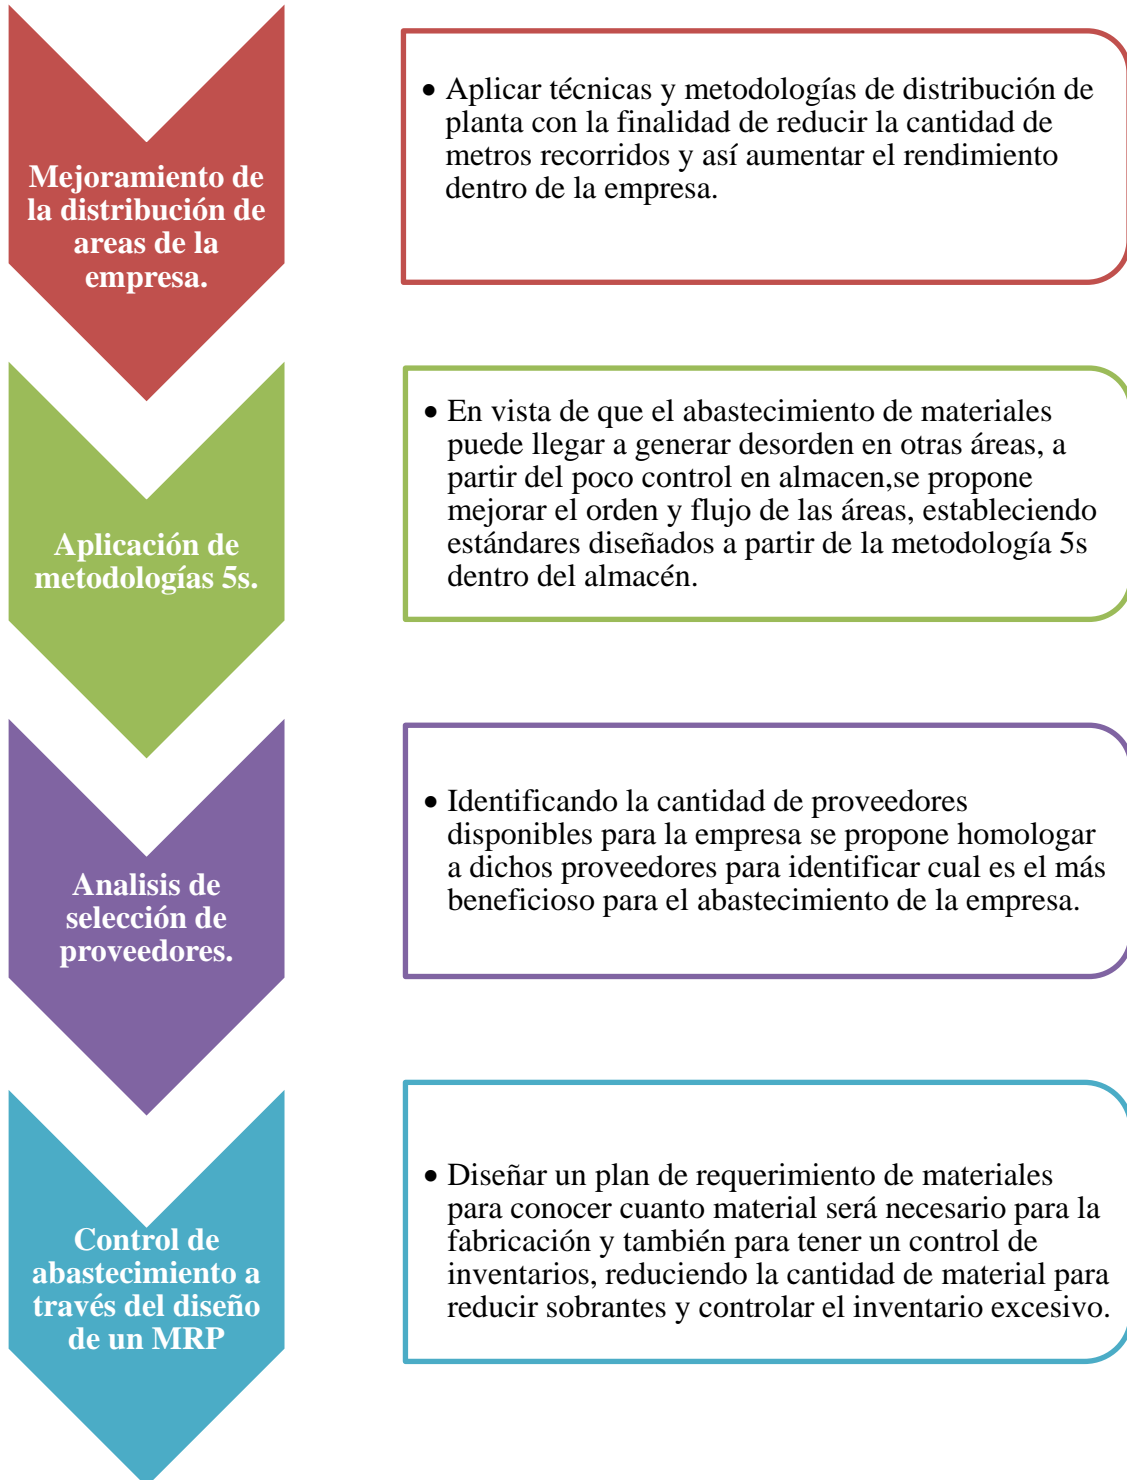 Mejoramiento de
la distribución de
areas de la
empresa.
• Aplicar técnicas y metodologías de distribución de
planta con la finalidad de reducir la cantidad de
metros recorridos y así aumentar el rendimiento
dentro de la empresa.
Aplicación de
metodologías 5s.
• En vista de que el abastecimiento de materiales
puede llegar a generar desorden en otras áreas, a
partir del poco control en almacen,se propone
mejorar el orden y flujo de las áreas, estableciendo
estándares diseñados a partir de la metodología 5s
dentro del almacén.
Analisis de
selección de
proveedores.
• Identificando la cantidad de proveedores
disponibles para la empresa se propone homologar
a dichos proveedores para identificar cual es el más
beneficioso para el abastecimiento de la empresa.
Control de
abastecimiento a
través del diseño
de un MRP
• Diseñar un plan de requerimiento de materiales
para conocer cuanto material será necesario para la
fabricación y también para tener un control de
inventarios, reduciendo la cantidad de material para
reducir sobrantes y controlar el inventario excesivo.